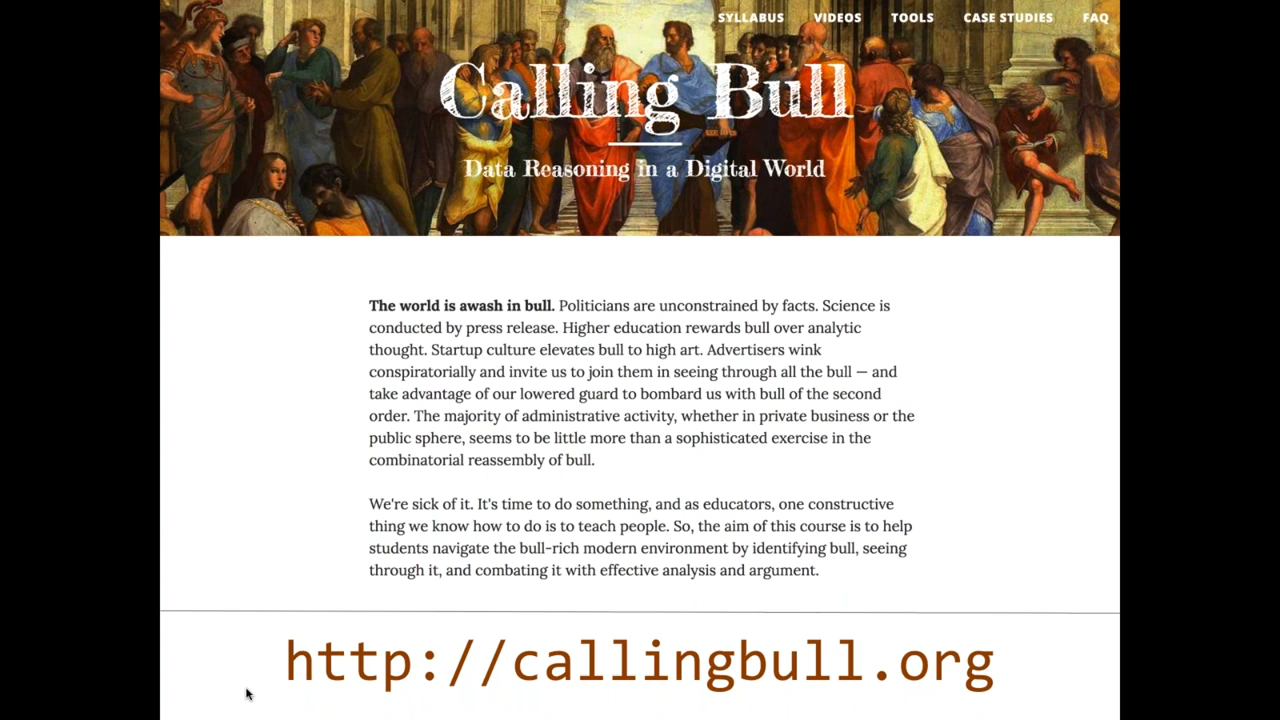 SYLLABUS VIDEOS TOOLS CASE STUDIES FAQ
Calling Bull
Data Reasoning in a Digital World
The world is awash in bull. Politicians are unconstrained by facts. Science is
conducted by press release. Higher education rewards bull over analytic
thought. Startup culture elevates bull to high art. Advertisers wink
conspiratorially and invite us to join them in seeing through all the bull — and
take advantage of our lowered guard to bombard us with bull of the second
order. The majority of administrative activity, whether in private business or the
public sphere, seems to be little more than a sophisticated exercise in the
combinatorial reassembly of bull.
We're sick of it. It's time to do something, and as educators, one constructive
thing we know how to do is to teach people. So, the aim of this course is to help
students navigate the bull-rich modern environment by identifying bull, seeing
through it, and combating it with effective analysis and argument.
http://callingbull.org